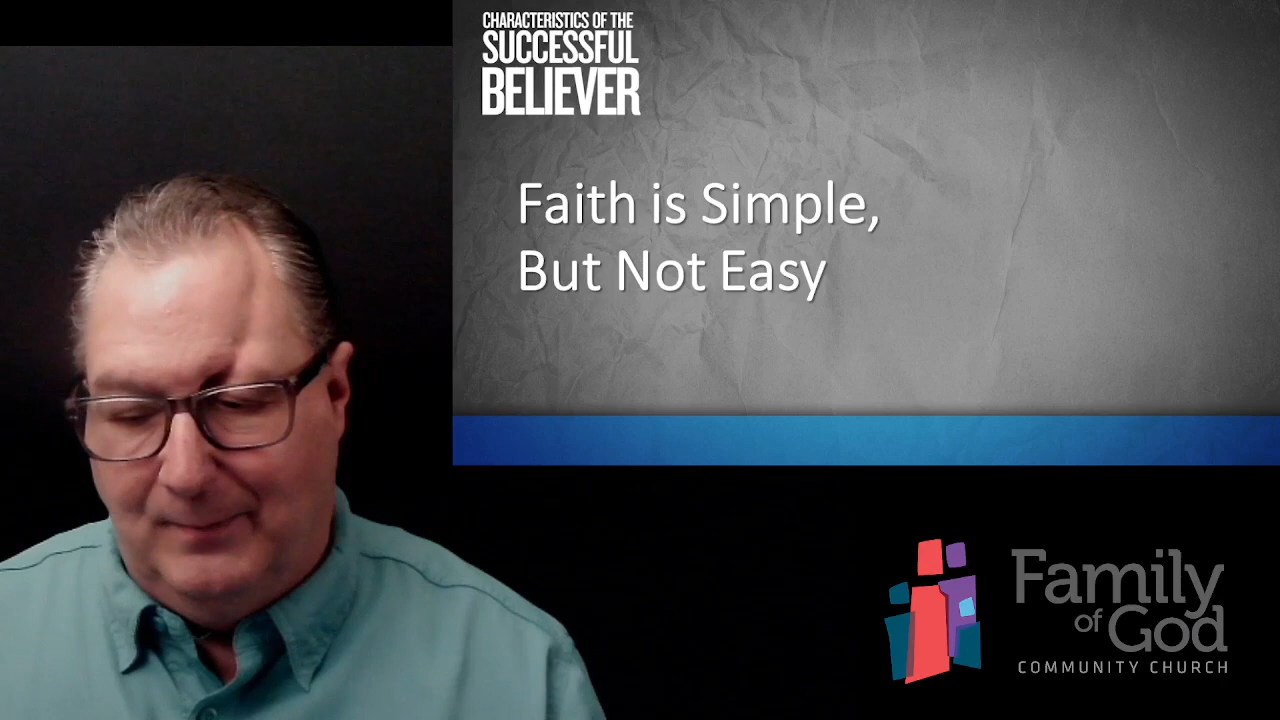 CHARACTERISTICS OF THE
SUCCESSFUL
BELIEVER
Faith is Simple,
But Not Easy
Family
of God
COMMUNITY CHURCH